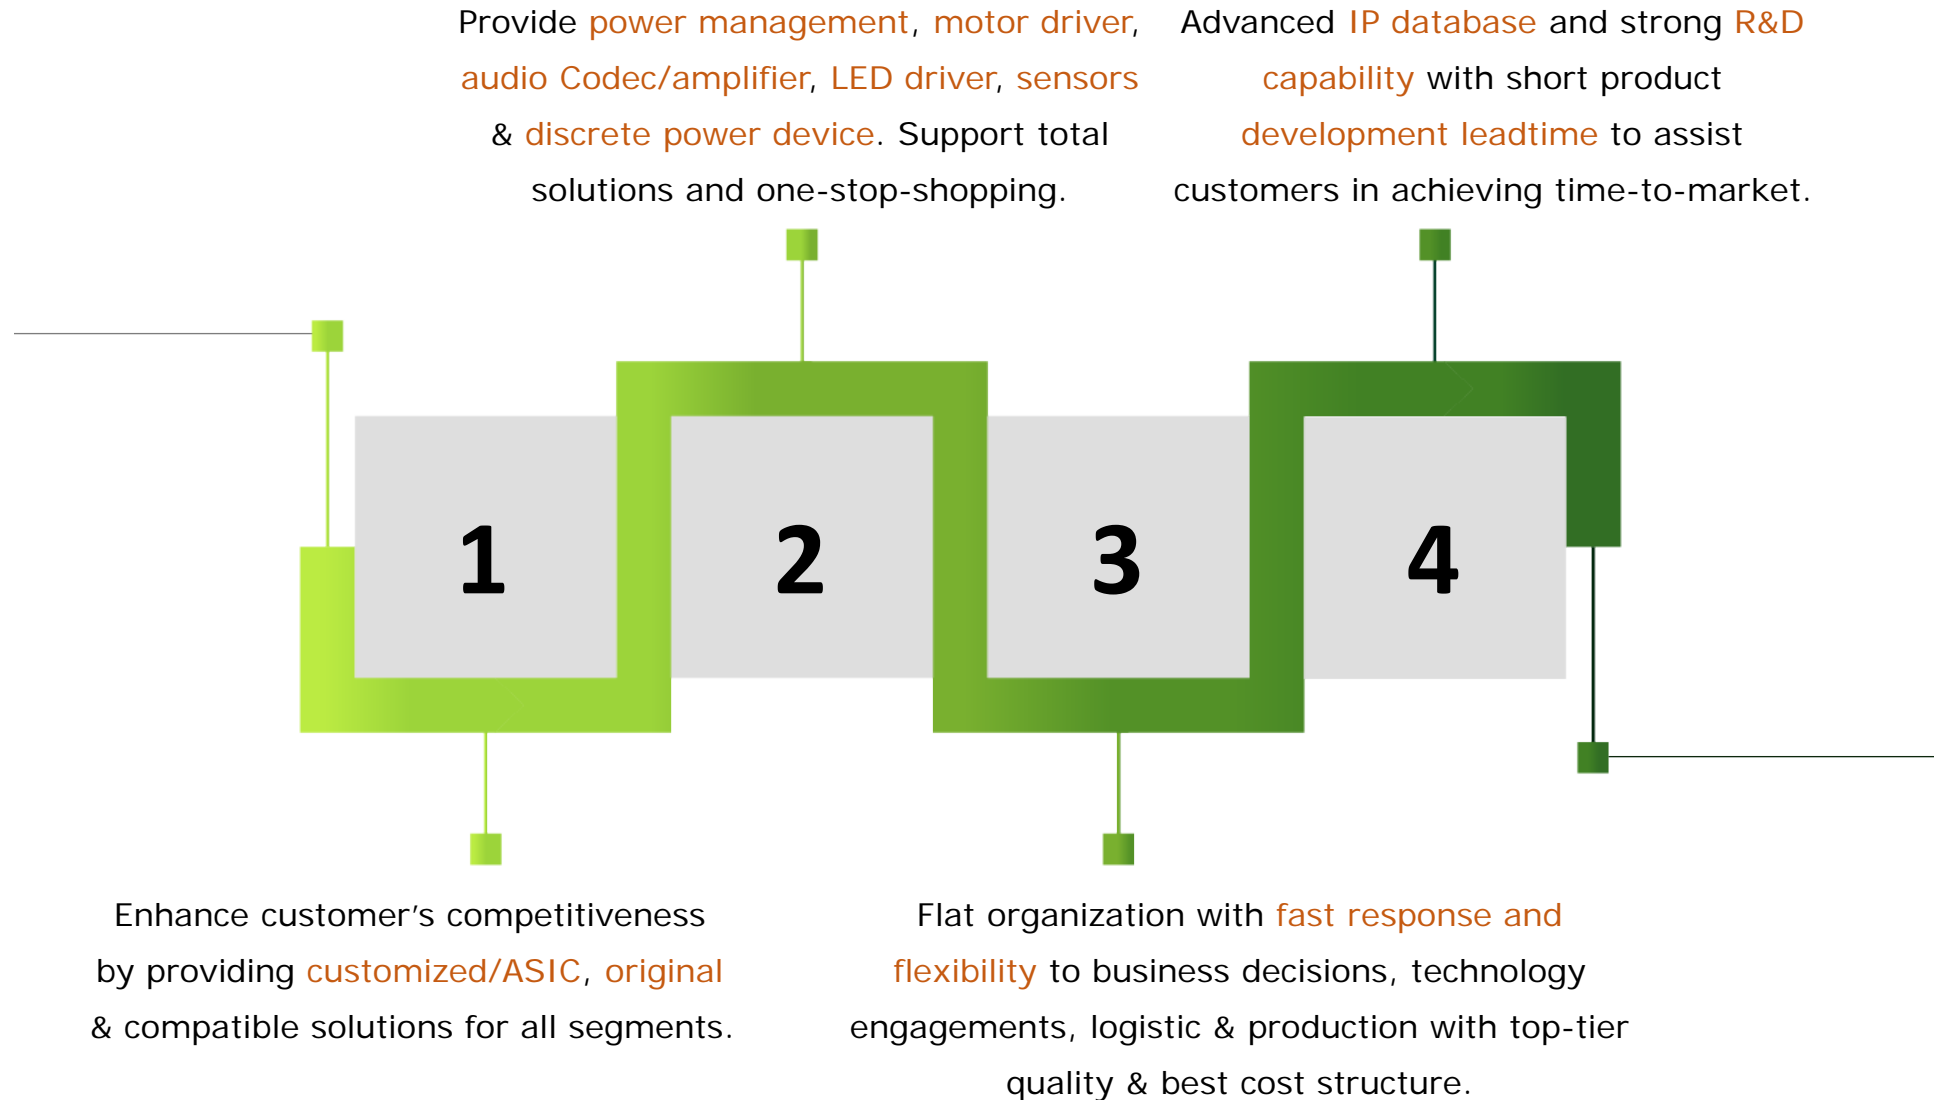 Provide power management, motor driver,
audio Codec/amplifier, LED driver, sensors
& discrete power device. Support total
solutions and one-stop-shopping.
Advanced IP database and strong R&D
capability with short product
development leadtime to assist
customers in achieving time-to-market.
1
2
3
4
Enhance customer’s competitiveness
by providing customized/ASIC, original
& compatible solutions for all segments.
Flat organization with fast response and
flexibility to business decisions, technology
engagements, logistic & production with top-tier
quality & best cost structure.